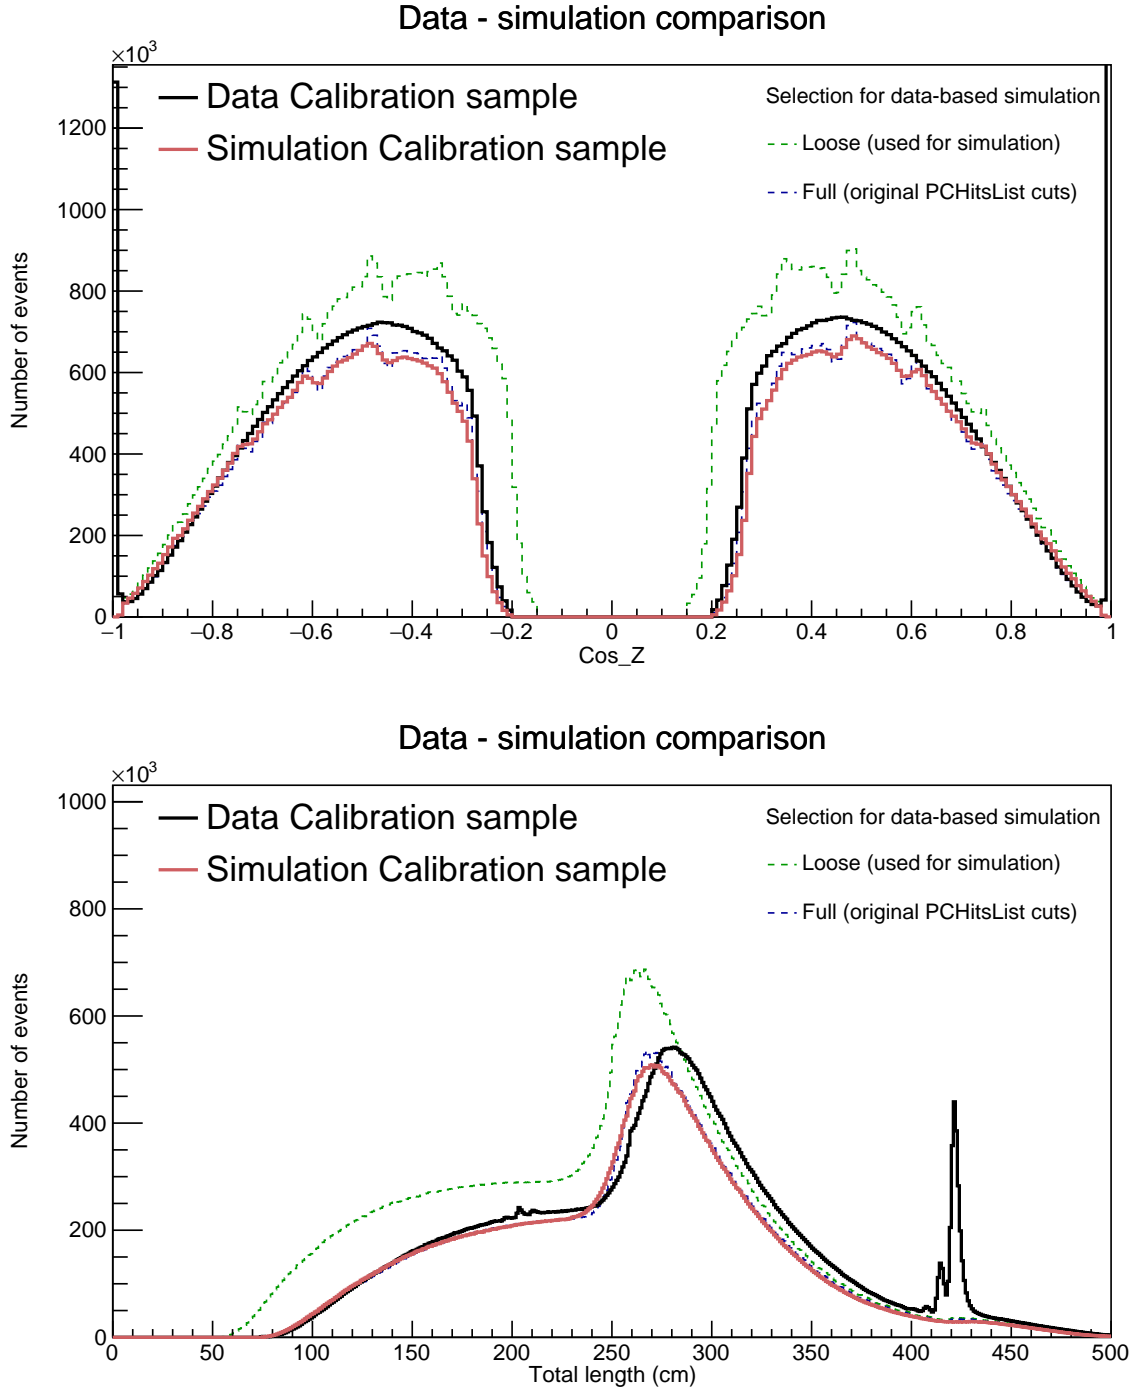 Data - simulation comparison
×10³
Data Calibration sample
Simulation Calibration sample
Selection for data-based simulation
Loose (used for simulation)
Full (original PCHitsList cuts)
Number of events
1200
1000
800
600
400
200
0
−1 −0.8 −0.6 −0.4 −0.2 0 0.2 0.4 0.6 0.8 1
Cos_Z
Data - simulation comparison
×10³
Data Calibration sample
Simulation Calibration sample
Selection for data-based simulation
Loose (used for simulation)
Full (original PCHitsList cuts)
Number of events
1000
800
600
400
200
0
0 50 100 150 200 250 300 350 400 450 500
Total length (cm)